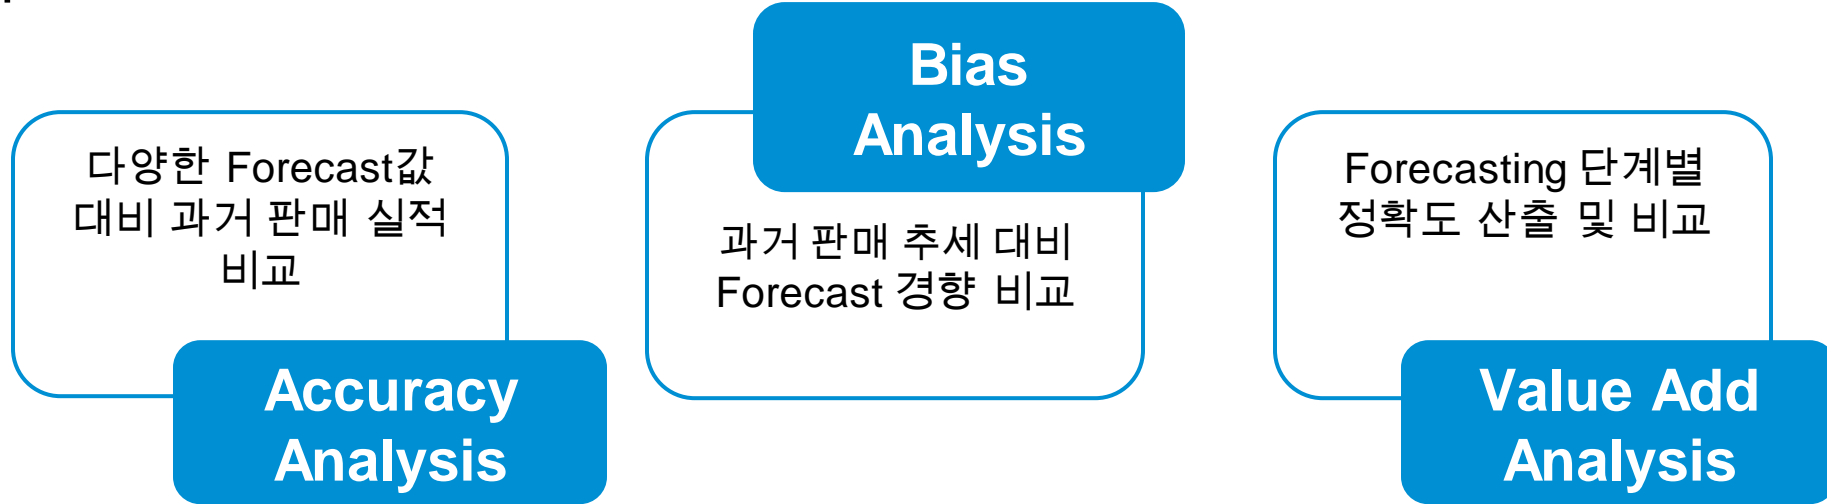 다양한 Forecast값
대비 과거 판매 실적
비교
Accuracy
Analysis
Bias
Analysis
과거 판매 추세 대비
Forecast 경향 비교
Forecasting 단계별
정확도 산출 및 비교
Value Add
Analysis